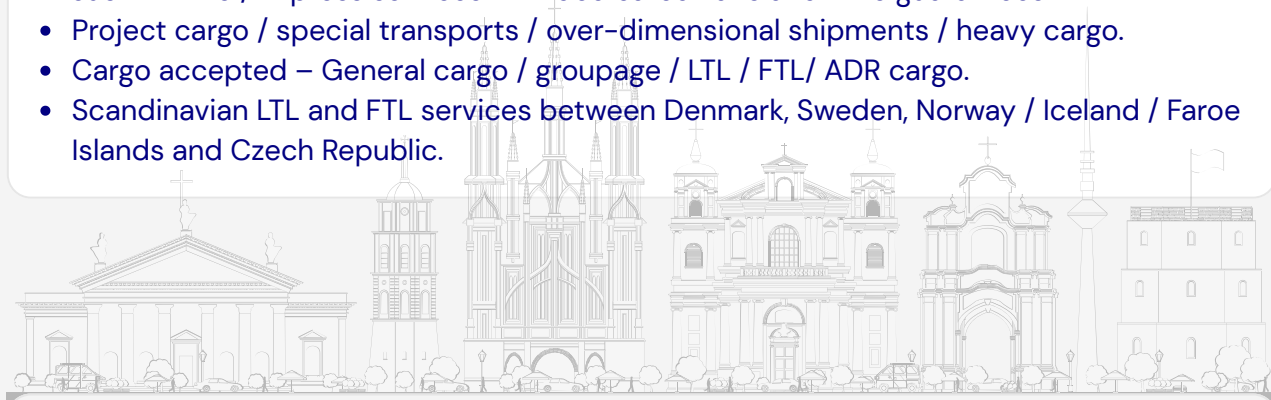 Project cargo / special transports / over-dimensional shipments / heavy cargo.
Cargo accepted – General cargo / groupage / LTL / FTL/ ADR cargo.
Scandinavian LTL and FTL services between Denmark, Sweden, Norway / Iceland / Faroe
Islands and Czech Republic.